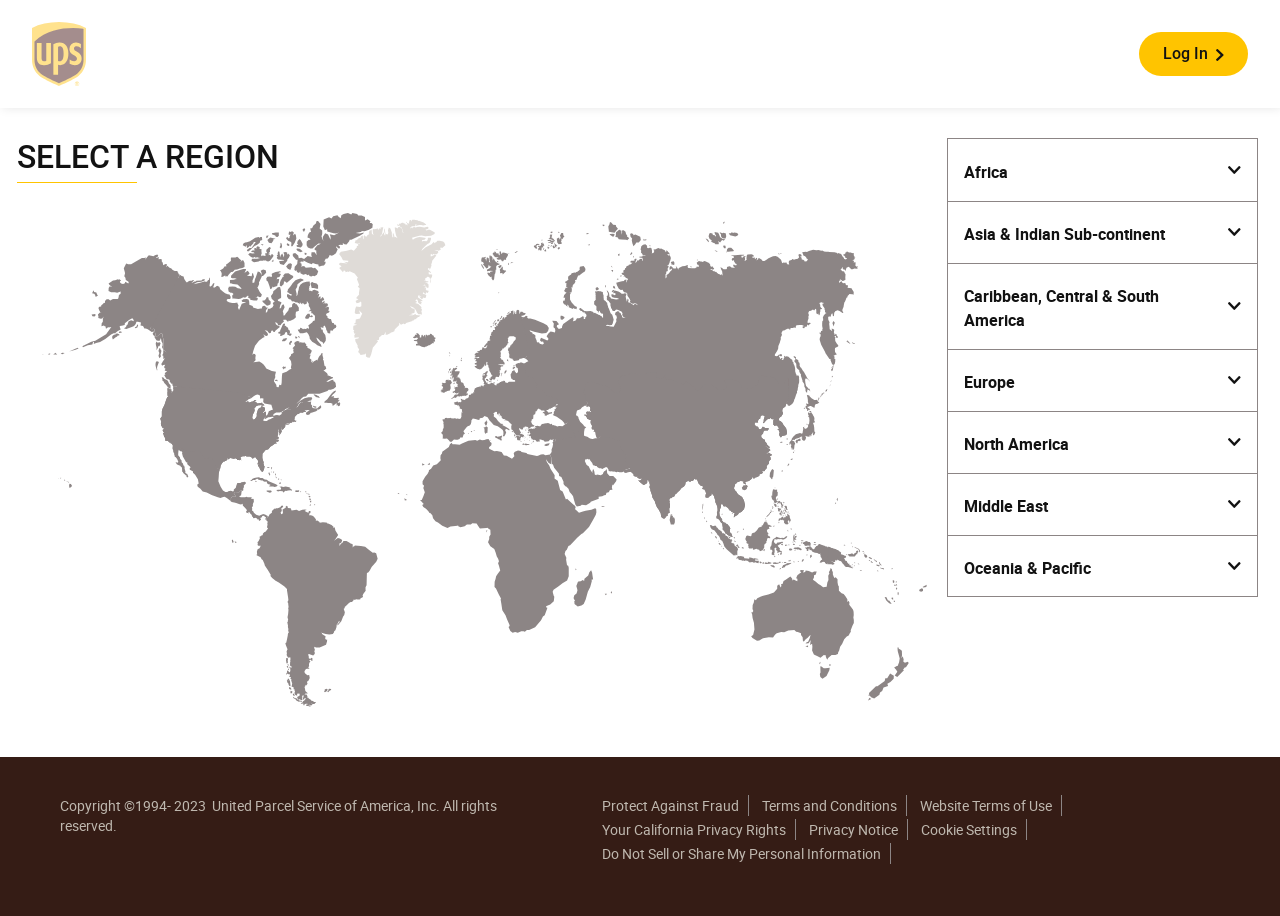 ups
Log In
SELECT A REGION
Africa
Asia & Indian Sub-continent
Caribbean, Central & South
America
Europe
North America
Middle East
Oceania & Pacific
Copyright ©1994- 2023  United Parcel Service of America, Inc. All rights
reserved.
Protect Against Fraud
Terms and Conditions
Website Terms of Use
Your California Privacy Rights
Privacy Notice
Cookie Settings
Do Not Sell or Share My Personal Information